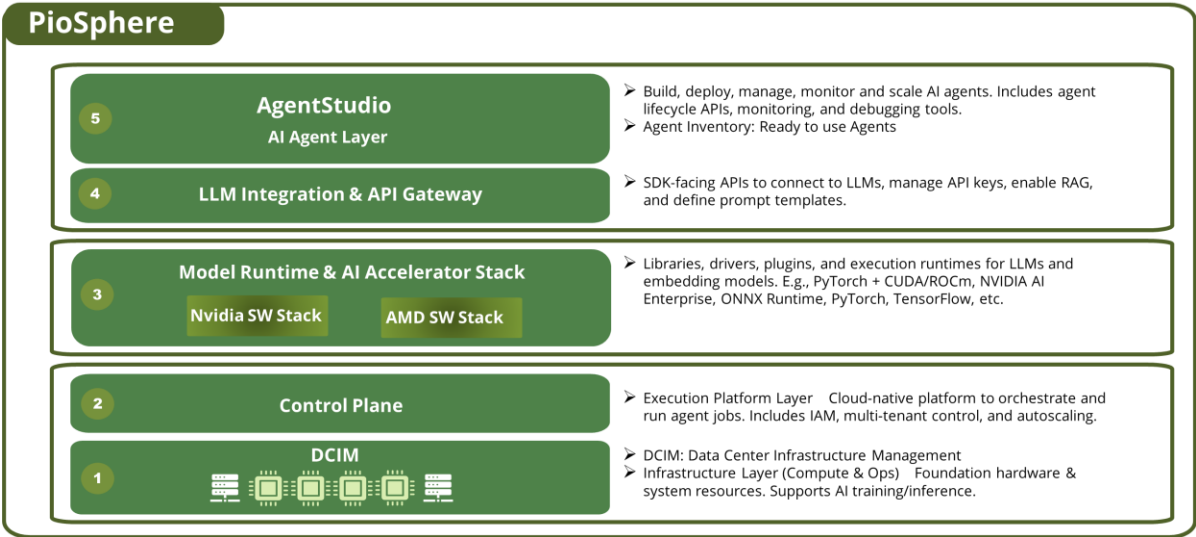 PioSphere
5
AgentStudio
AI Agent Layer
➢ Build, deploy, manage, monitor and scale AI agents. Includes agent
lifecycle APIs, monitoring, and debugging tools.
➢ Agent Inventory: Ready to use Agents
4
LLM Integration & API Gateway
➢ SDK-facing APIs to connect to LLMs, manage API keys, enable RAG,
and define prompt templates.
3
Model Runtime & AI Accelerator Stack
Nvidia SW Stack
AMD SW Stack
➢ Libraries, drivers, plugins, and execution runtimes for LLMs and
embedding models. E.g., PyTorch + CUDA/ROCm, NVIDIA AI
Enterprise, ONNX Runtime, PyTorch, TensorFlow, etc.
2
Control Plane
➢ Execution Platform Layer   Cloud-native platform to orchestrate and
run agent jobs. Includes IAM, multi-tenant control, and autoscaling.
1
DCIM
➢ DCIM: Data Center Infrastructure Management
➢ Infrastructure Layer (Compute & Ops)   Foundation hardware &
system resources. Supports AI training/inference.